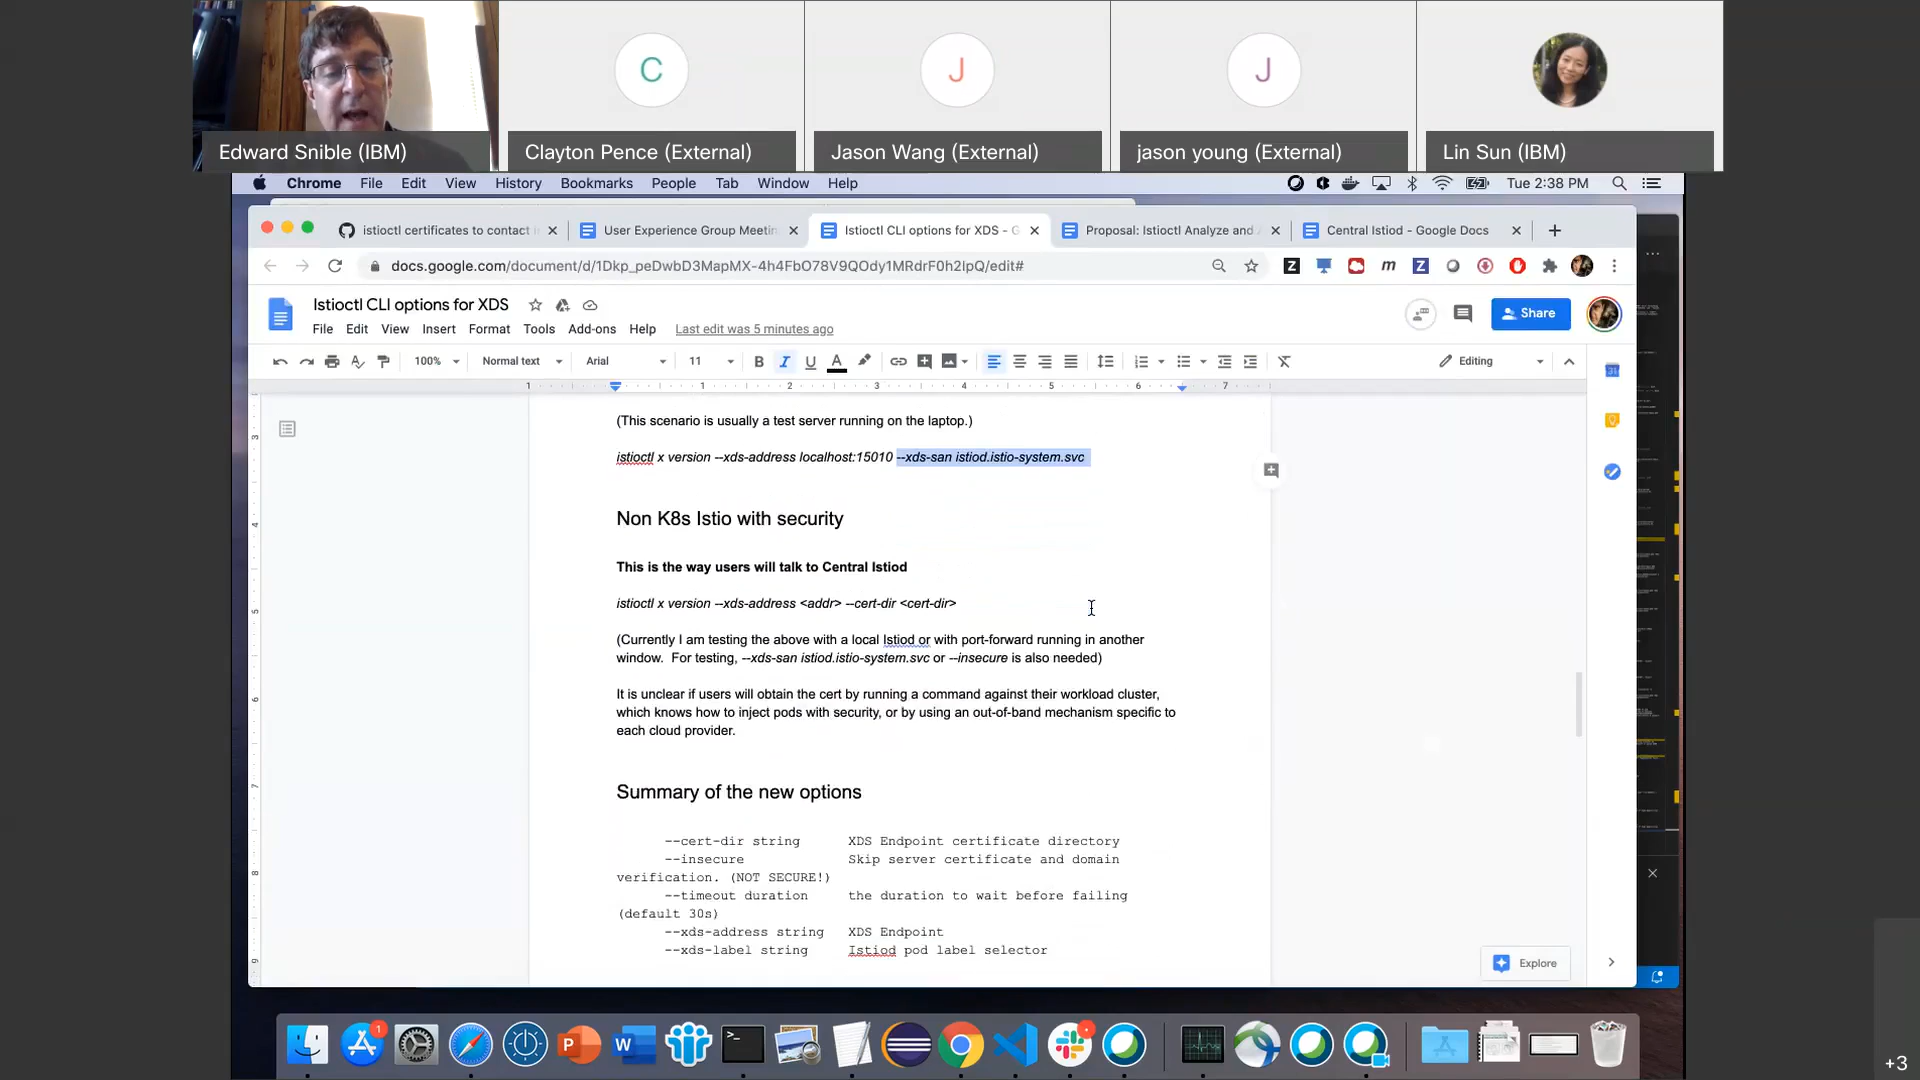 C
J
J
Edward Snible (IBM)
Clayton Pence (External)
Jason Wang (External)
jason young (External)
Lin Sun (IBM)
Chrome File Edit View History Bookmarks People Tab Window Help
Tue 2:38 PM
istioctl certificates to contact i
User Experience Group Meetin
Istioctl CLI options for XDS - G
Proposal: Istioctl Analyze and
Central Istiod - Google Docs
docs.google.com/document/d/1Dkp_peDwbD3MapMX-4h4FbO78V9QOdy1MRdrF0h2IpQ/edit#
Istioctl CLI options for XDS
Share
File Edit View Insert Format Tools Add-ons Help Last edit was 5 minutes ago
100% Normal text Arial 11 B I U A Editing
1 1 2 3 4 5 6 7
(This scenario is usually a test server running on the laptop.)
istioctl x version --xds-address localhost:15010 --xds-san istiod.istio-system.svc
Non K8s Istio with security
This is the way users will talk to Central Istiod
istioctl x version --xds-address <addr> --cert-dir <cert-dir>
(Currently I am testing the above with a local Istiod or with port-forward running in another
window. For testing, --xds-san istiod.istio-system.svc or --insecure is also needed)
It is unclear if users will obtain the cert by running a command against their workload cluster,
which knows how to inject pods with security, or by using an out-of-band mechanism specific to
each cloud provider.
Summary of the new options
--cert-dir string XDS Endpoint certificate directory
--insecure Skip server certificate and domain
verification. (NOT SECURE!)
--timeout duration the duration to wait before failing
(default 30s)
--xds-address string XDS Endpoint
--xds-label string Istiod pod label selector
Explore
+3